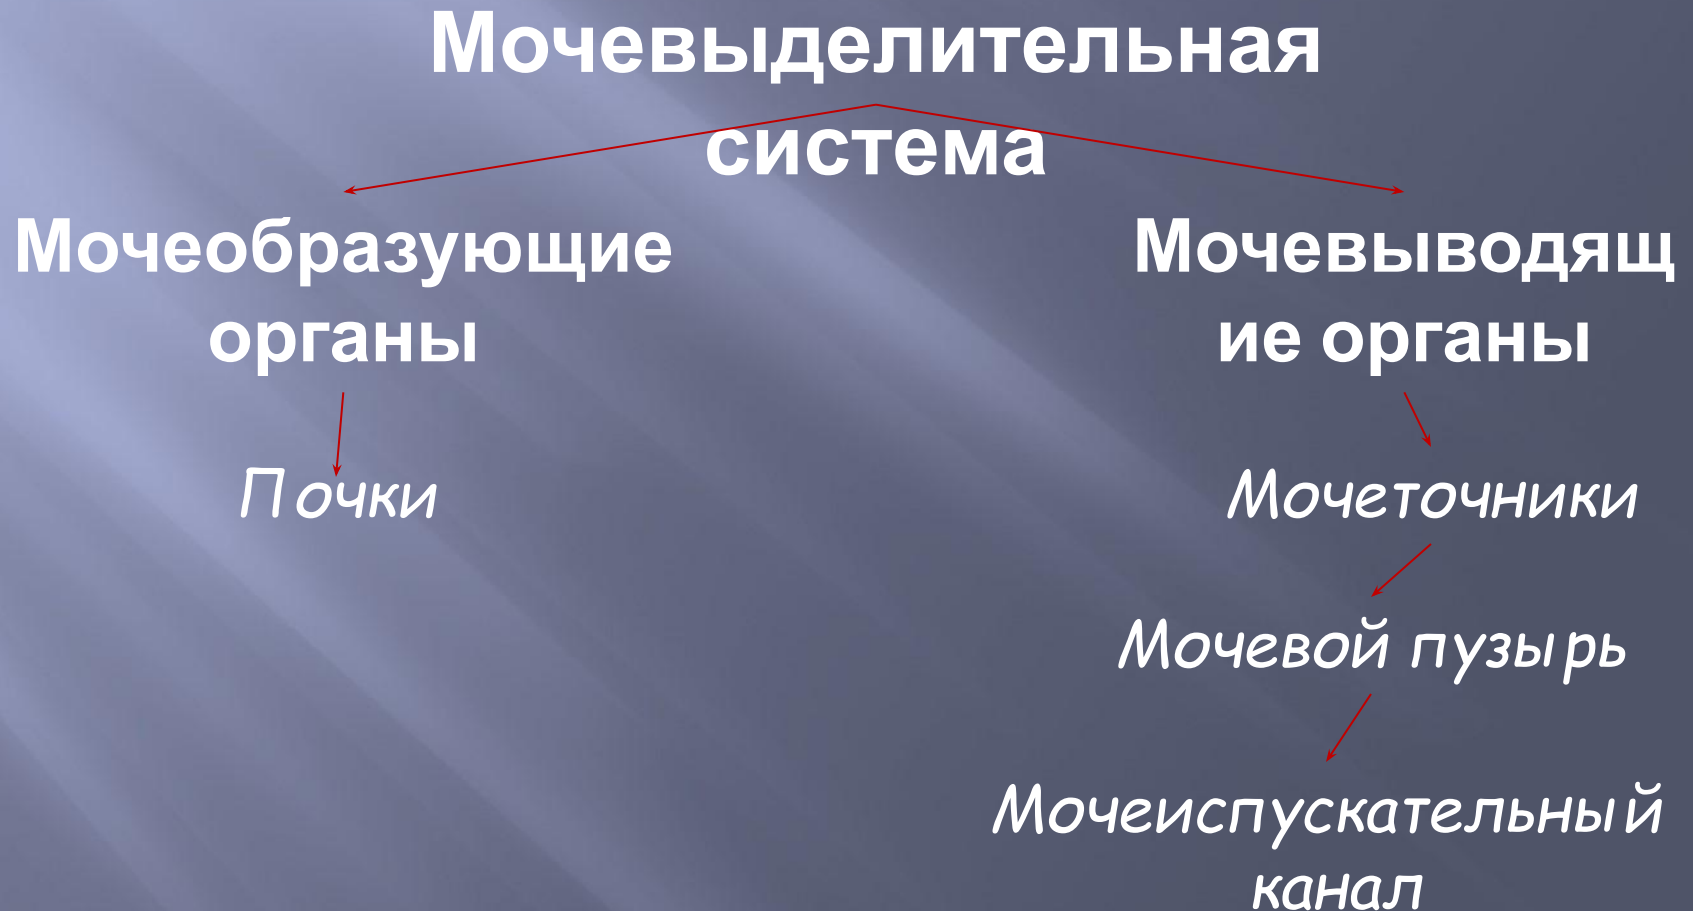 Мочевыделительная
система
Мочеобразующие
органы
Мочевыводящ
ие органы
Почки
Мочеточники
Мочевой пузырь
Мочеиспускательный
канал